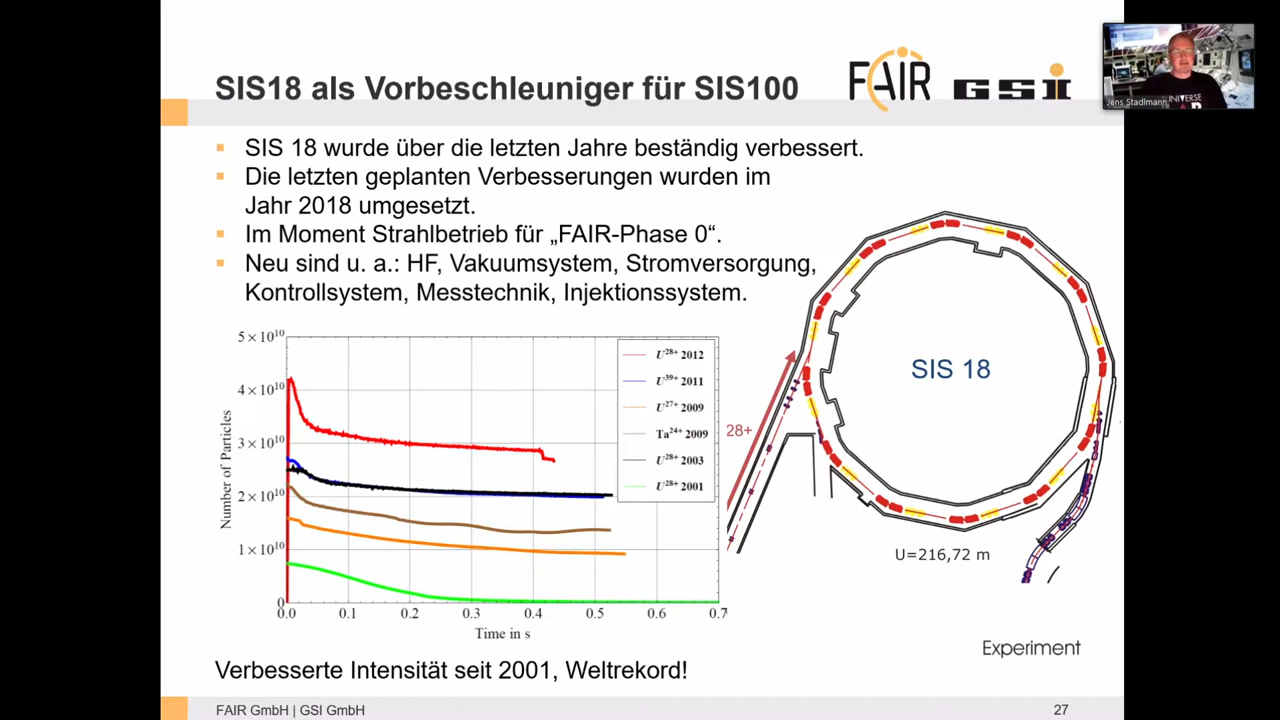 SIS18 als Vorbeschleuniger für SIS100
FAIR GSI
Jens Stadlmann
UNIVERSE
SIS 18 wurde über die letzten Jahre beständig verbessert.
Die letzten geplanten Verbesserungen wurden im
Jahr 2018 umgesetzt.
Im Moment Strahlbetrieb für „FAIR-Phase 0“.
Neu sind u. a.: HF, Vakuumsystem, Stromversorgung,
Kontrollsystem, Messtechnik, Injektionssystem.
5×10¹⁰
4×10¹⁰
3×10¹⁰
2×10¹⁰
1×10¹⁰
0
Number of Particles
0.0 0.1 0.2 0.3 0.4 0.5 0.6 0.7
Time in s
U²⁸⁺ 2012
U³⁹⁺ 2011
U²⁷⁺ 2009
Ta²⁴⁺ 2009
U²⁸⁺ 2003
U²⁸⁺ 2001
28+
SIS 18
U=216,72 m
Experiment
Verbesserte Intensität seit 2001, Weltrekord!
FAIR GmbH | GSI GmbH
27